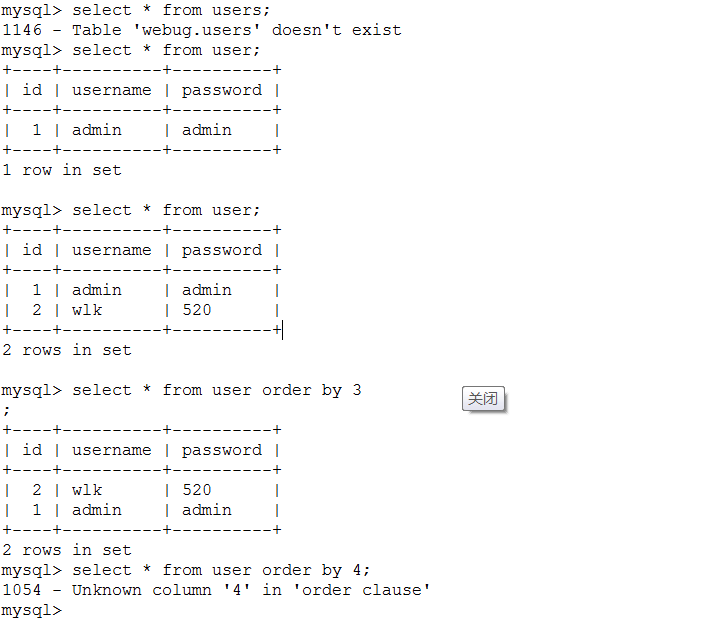 mysql> select * from users;
1146 - Table 'webug.users' doesn't exist
mysql> select * from user;
+----+----------+----------+
| id | username | password |
+----+----------+----------+
|  1 | admin    | admin    |
+----+----------+----------+
1 row in set

mysql> select * from user;
+----+----------+----------+
| id | username | password |
+----+----------+----------+
|  1 | admin    | admin    |
|  2 | wlk      | 520      |
+----+----------+----------+
2 rows in set

mysql> select * from user order by 3
关闭
;
+----+----------+----------+
| id | username | password |
+----+----------+----------+
|  2 | wlk      | 520      |
|  1 | admin    | admin    |
+----+----------+----------+
2 rows in set
mysql> select * from user order by 4;
1054 - Unknown column '4' in 'order clause'
mysql>